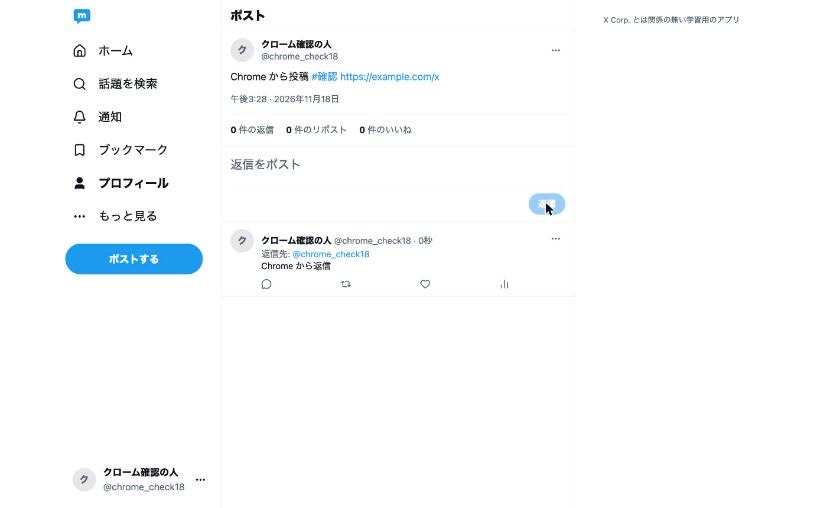 m
ホーム
話題を検索
通知
ブックマーク
プロフィール
もっと見る
ポストする
ク
クローム確認の人
@chrome_check18
ポスト
ク
クローム確認の人
@chrome_check18
Chrome から投稿 #確認 https://example.com/x
午後3:28 · 2026年11月18日
0 件の返信 0 件のリポスト 0 件のいいね
返信をポスト
ク
クローム確認の人 @chrome_check18 · 0秒
返信先: @chrome_check18
Chrome から返信
X Corp. とは関係の無い学習用のアプリ